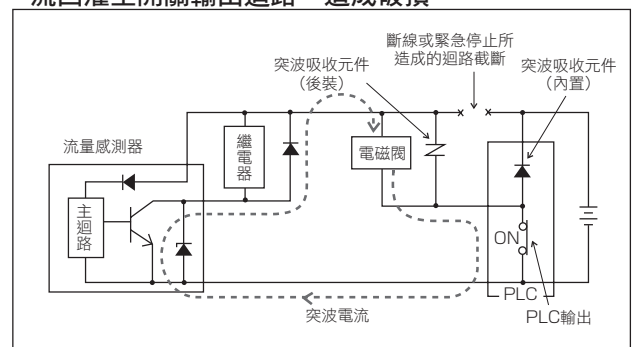 流回灌至開關輸出迴路，造成破損
斷線或緊急停止所
造成的迴路截斷
突波吸收元件
（後裝）
突波吸收元件
（內置）
流量感測器
繼電器
電磁閥
主迴路
ON
PLC
PLC輸出
突波電流